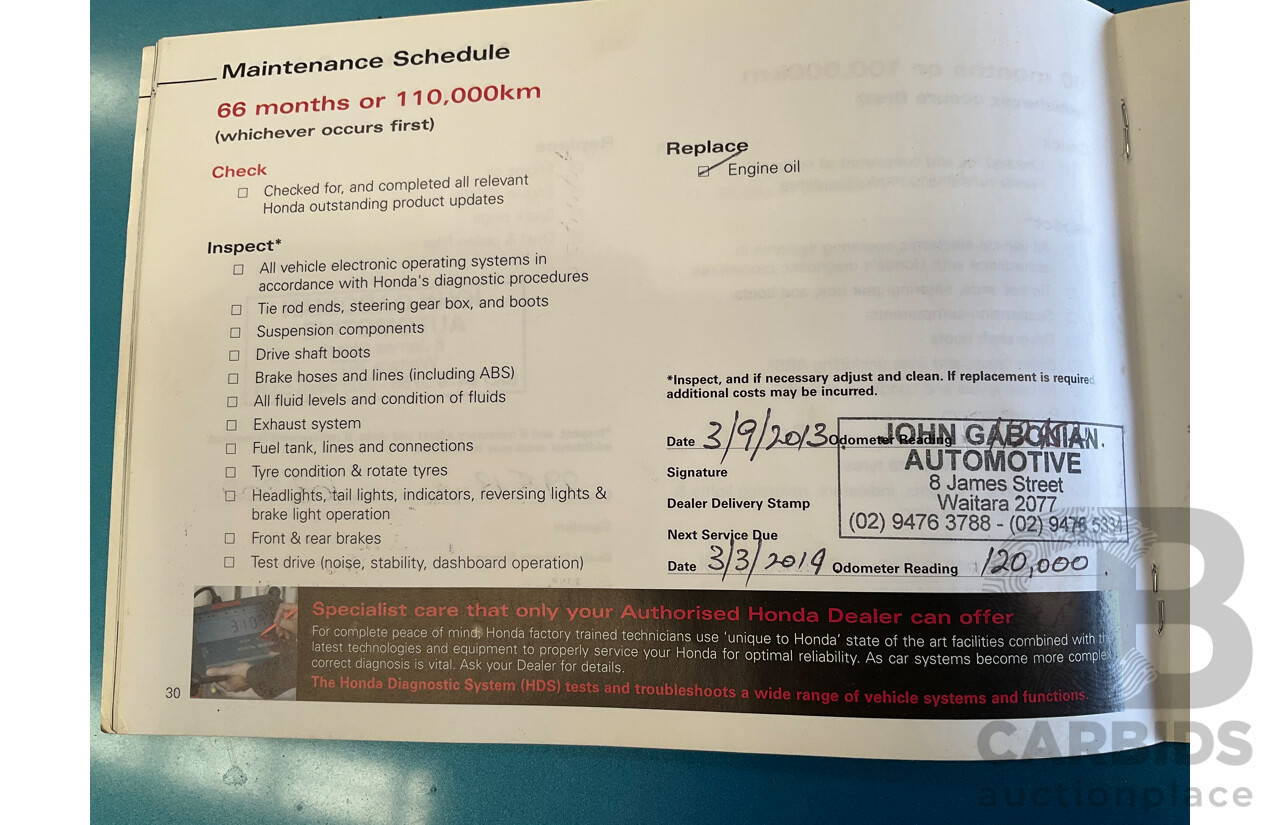 Maintenance Schedule
66 months or 110,000km
(whichever occurs first)
Check
Checked for, and completed all relevant
Honda outstanding product updates
Inspect*
All vehicle electronic operating systems in
accordance with Honda's diagnostic procedures
Tie rod ends, steering gear box, and boots
Suspension components
Drive shaft boots
Brake hoses and lines (including ABS)
All fluid levels and condition of fluids
Exhaust system
Fuel tank, lines and connections
Tyre condition & rotate tyres
Headlights, tail lights, indicators, reversing lights &
brake light operation
Front & rear brakes
Test drive (noise, stability, dashboard operation)
Replace
Engine oil
*Inspect, and if necessary adjust and clean. If replacement is required
additional costs may be incurred.
Date 3/9/2013 Odometer Reading
JOHN GABONIAN.
AUTOMOTIVE
8 James Street
Waitara 2077
(02) 9476 3788 - (02) 9476 5334
Signature
Dealer Delivery Stamp
Next Service Due
Date 3/3/2014 Odometer Reading 120,000
Specialist care that only your Authorised Honda Dealer can offer
For complete peace of mind, Honda factory trained technicians use 'unique to Honda' state of the art facilities combined with the
latest technologies and equipment to properly service your Honda for optimal reliability. As car systems become more complex,
correct diagnosis is vital. Ask your Dealer for details.
The Honda Diagnostic System (HDS) tests and troubleshoots a wide range of vehicle systems and functions.
30
B
CARBIDS
auctionplace